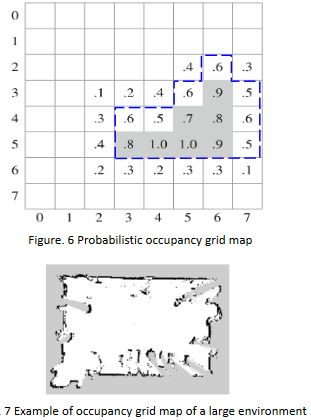 0
1
2 .4 .6 .3
3 .1 .2 .4 .6 .9 .5
4 .3 .6 .5 .7 .8 .6
5 .4 .8 1.0 1.0 .9 .5
6 .2 .3 .2 .3 .3 .1
7
0 1 2 3 4 5 6 7
Figure. 6 Probabilistic occupancy grid map
. 7 Example of occupancy grid map of a large environment